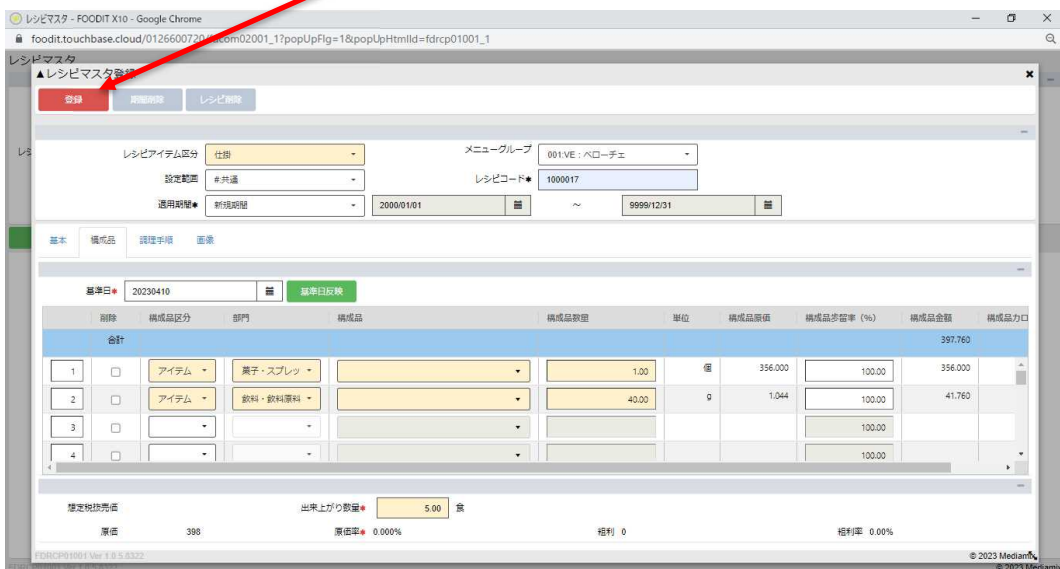 レシピマスタ - FOODIT X10 - Google Chrome
foodit.touchbase.cloud/0126600720/
com02001_1?popUpFlg=1&popUpHtmlId=fdrcp01001_1
レシピマスタ
▲レシピマスタ登録
登録 期間削除 レシピ削除
レシピアイテム区分 仕掛 メニューグループ 001:VE：ベローチェ
設定範囲 #:共通 レシピコード* 1000017
適用期間* 新規期間 2000/01/01 ～ 9999/12/31
基本 構成品 調理手順 画像
基準日* 20230410 基準日反映
削除 構成品区分 部門 構成品 構成品数量 単位 構成品原価 構成品歩留率（%） 構成品金額 構成品カロ
合計 397.760
1 アイテム 菓子・スプレッ 1.00 個 356.000 100.00 356.000
2 アイテム 飲料・飲料原料 40.00 g 1.044 100.00 41.760
3 100.00
4 100.00
想定税抜売価 出来上がり数量* 5.00 食
原価 398 原価率* 0.000% 粗利 0 粗利率 0.00%
FDRCP01001 Ver 1.0.5.0322 © 2023 Mediamix
© 2023 Mediami